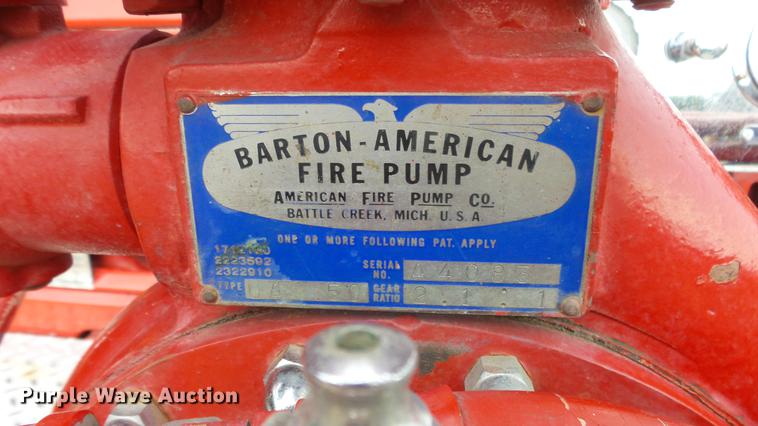 BARTON-AMERICAN
FIRE PUMP
AMERICAN FIRE PUMP CO.
BATTLE CREEK, MICH. U.S.A.
ONE OR MORE FOLLOWING PAT. APPLY
2223592
2322910
SERIAL NO. 44083
TYPE
GEAR RATIO
Purple Wave Auction